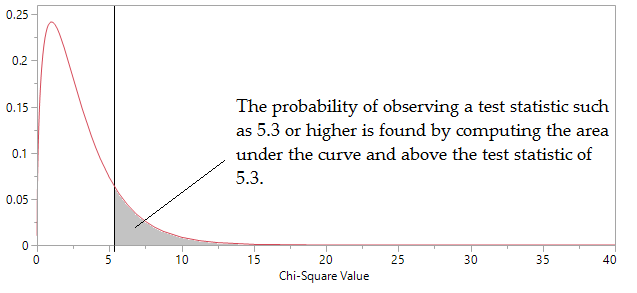 0.25
0.2
0.15
0.1
0.05
0
The probability of observing a test statistic such
as 5.3 or higher is found by computing the area
under the curve and above the test statistic of
5.3.
0 5 10 15 20 25 30 35 40
Chi-Square Value